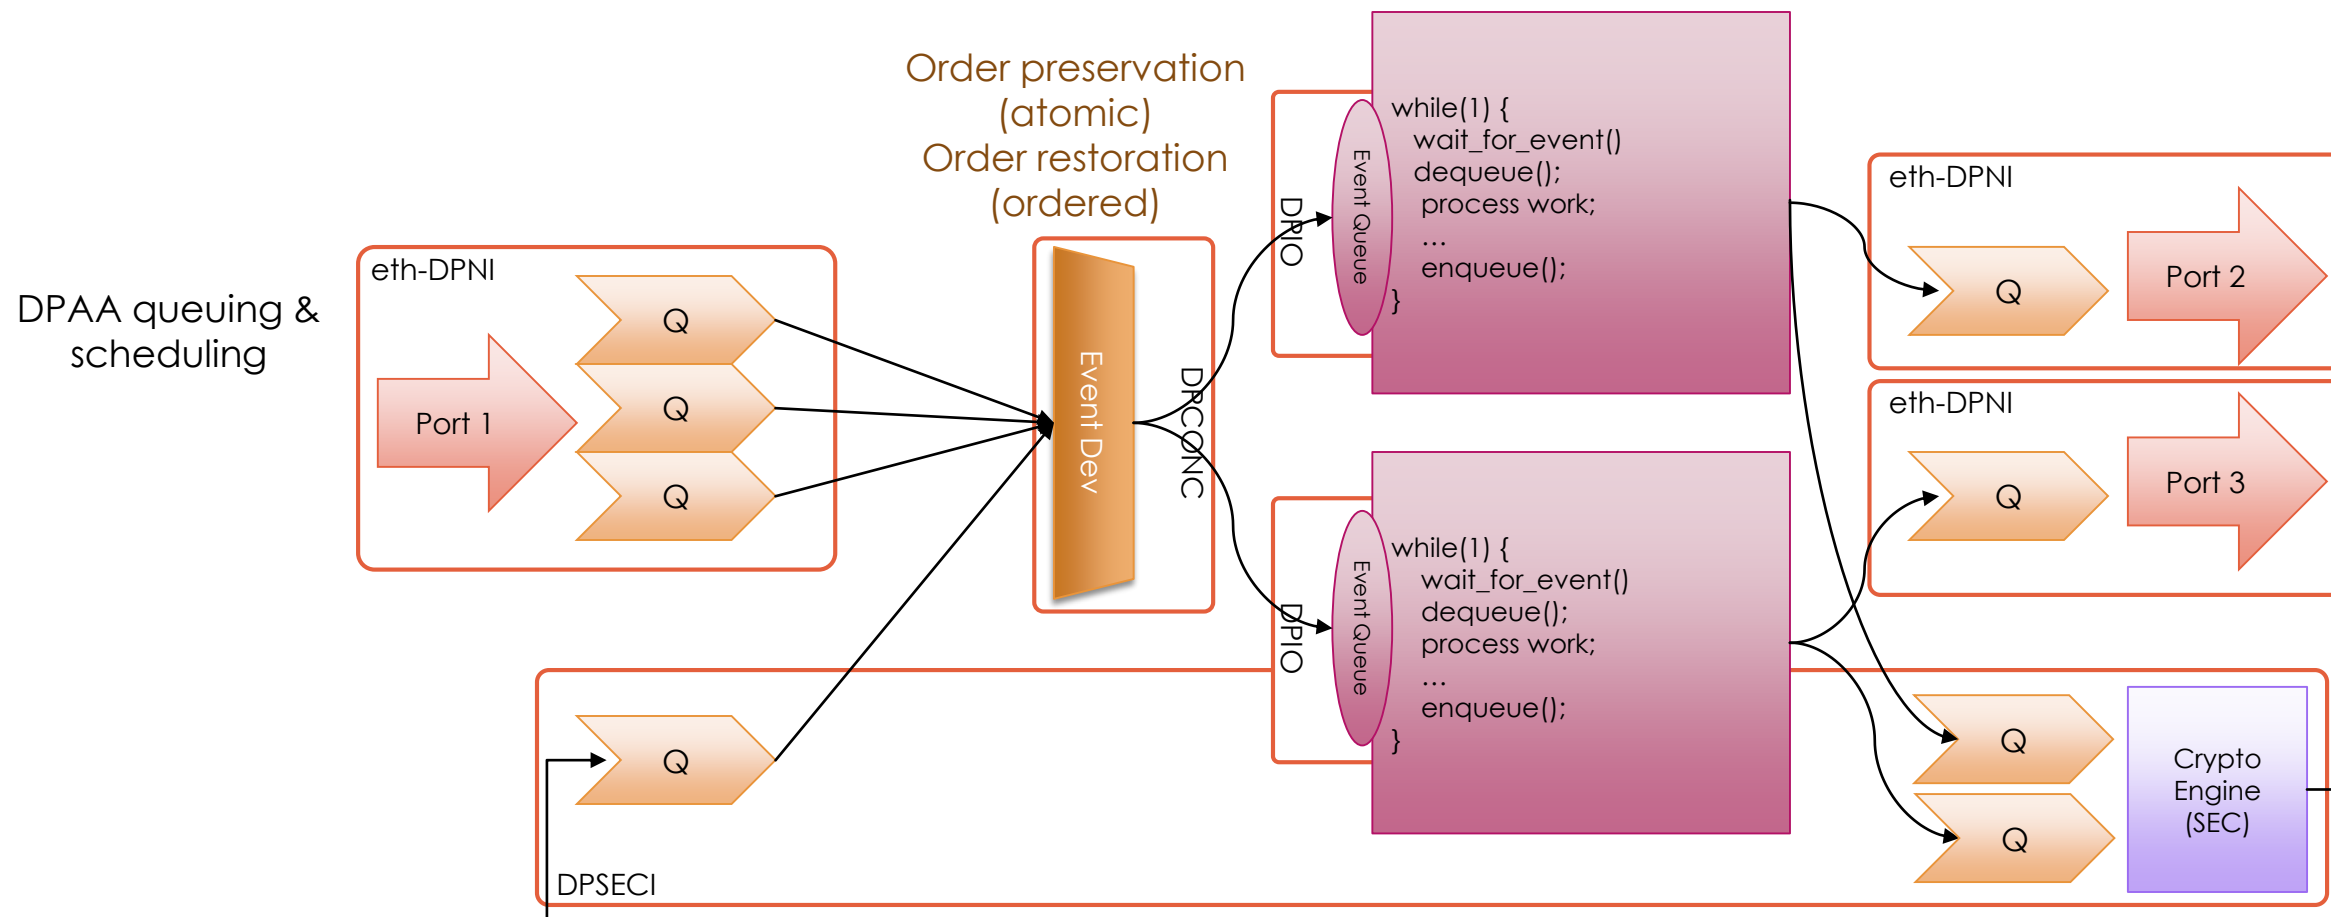 Order preservation
(atomic)
Order restoration
(ordered)
DPAA queuing &
scheduling
eth-DPNI
Port 1
Q
Q
Q
Event Dev
DPCONC
DPIO
Event Queue
while(1) {
wait_for_event()
dequeue();
process work;
…
enqueue();
}
DPIO
Event Queue
while(1) {
wait_for_event()
dequeue();
process work;
…
enqueue();
}
eth-DPNI
Q
Port 2
eth-DPNI
Q
Port 3
Q
DPSECI
Q
Q
Crypto
Engine
(SEC)